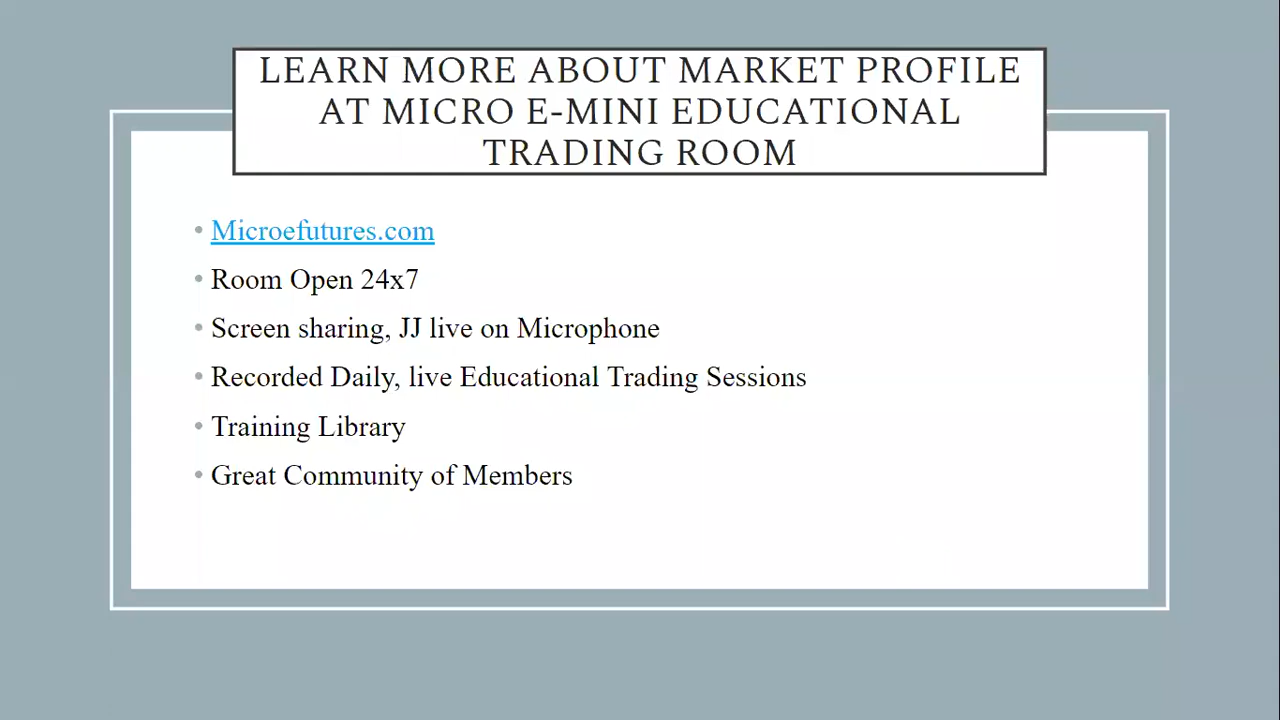 LEARN MORE ABOUT MARKET PROFILE
AT MICRO E-MINI EDUCATIONAL
TRADING ROOM
• Microefutures.com
• Room Open 24x7
• Screen sharing, JJ live on Microphone
• Recorded Daily, live Educational Trading Sessions
• Training Library
• Great Community of Members